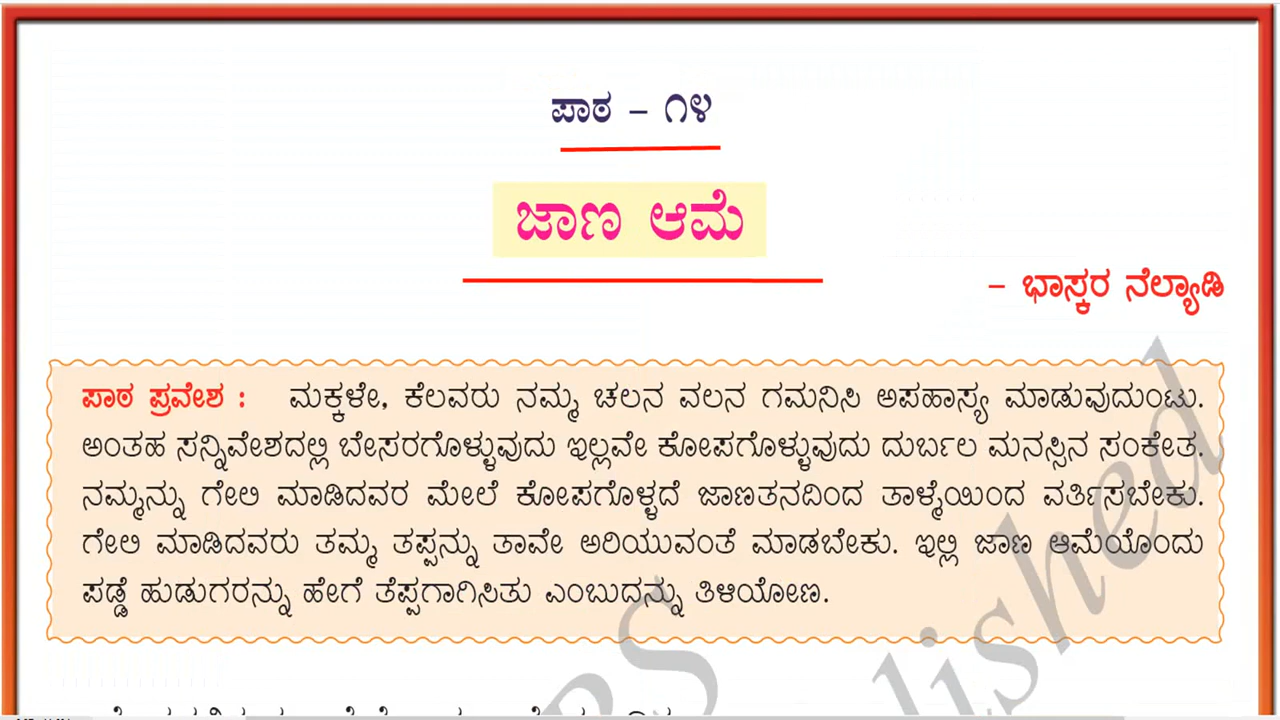 ಪಾಠ – ೧೪
ಜಾಣ ಆಮೆ
– ಭಾಸ್ಕರ ನೆಲ್ಯಾಡಿ
ಪಾಠ ಪ್ರವೇಶ : ಮಕ್ಕಳೇ, ಕೆಲವರು ನಮ್ಮ ಚಲನ ವಲನ ಗಮನಿಸಿ ಅಪಹಾಸ್ಯ ಮಾಡುವುದುಂಟು.
ಅಂತಹ ಸನ್ನಿವೇಶದಲ್ಲಿ ಬೇಸರಗೊಳ್ಳುವುದು ಇಲ್ಲವೇ ಕೋಪಗೊಳ್ಳುವುದು ದುರ್ಬಲ ಮನಸ್ಸಿನ ಸಂಕೇತ.
ನಮ್ಮನ್ನು ಗೇಲಿ ಮಾಡಿದವರ ಮೇಲೆ ಕೋಪಗೊಳ್ಳದೆ ಜಾಣತನದಿಂದ ತಾಳ್ಮೆಯಿಂದ ವರ್ತಿಸಬೇಕು.
ಗೇಲಿ ಮಾಡಿದವರು ತಮ್ಮ ತಪ್ಪನ್ನು ತಾವೇ ಅರಿಯುವಂತೆ ಮಾಡಬೇಕು. ಇಲ್ಲಿ ಜಾಣ ಆಮೆಯೊಂದು
ಪಡ್ಡೆ ಹುಡುಗರನ್ನು ಹೇಗೆ ತೆಪ್ಪಗಾಗಿಸಿತು ಎಂಬುದನ್ನು ತಿಳಿಯೋಣ.